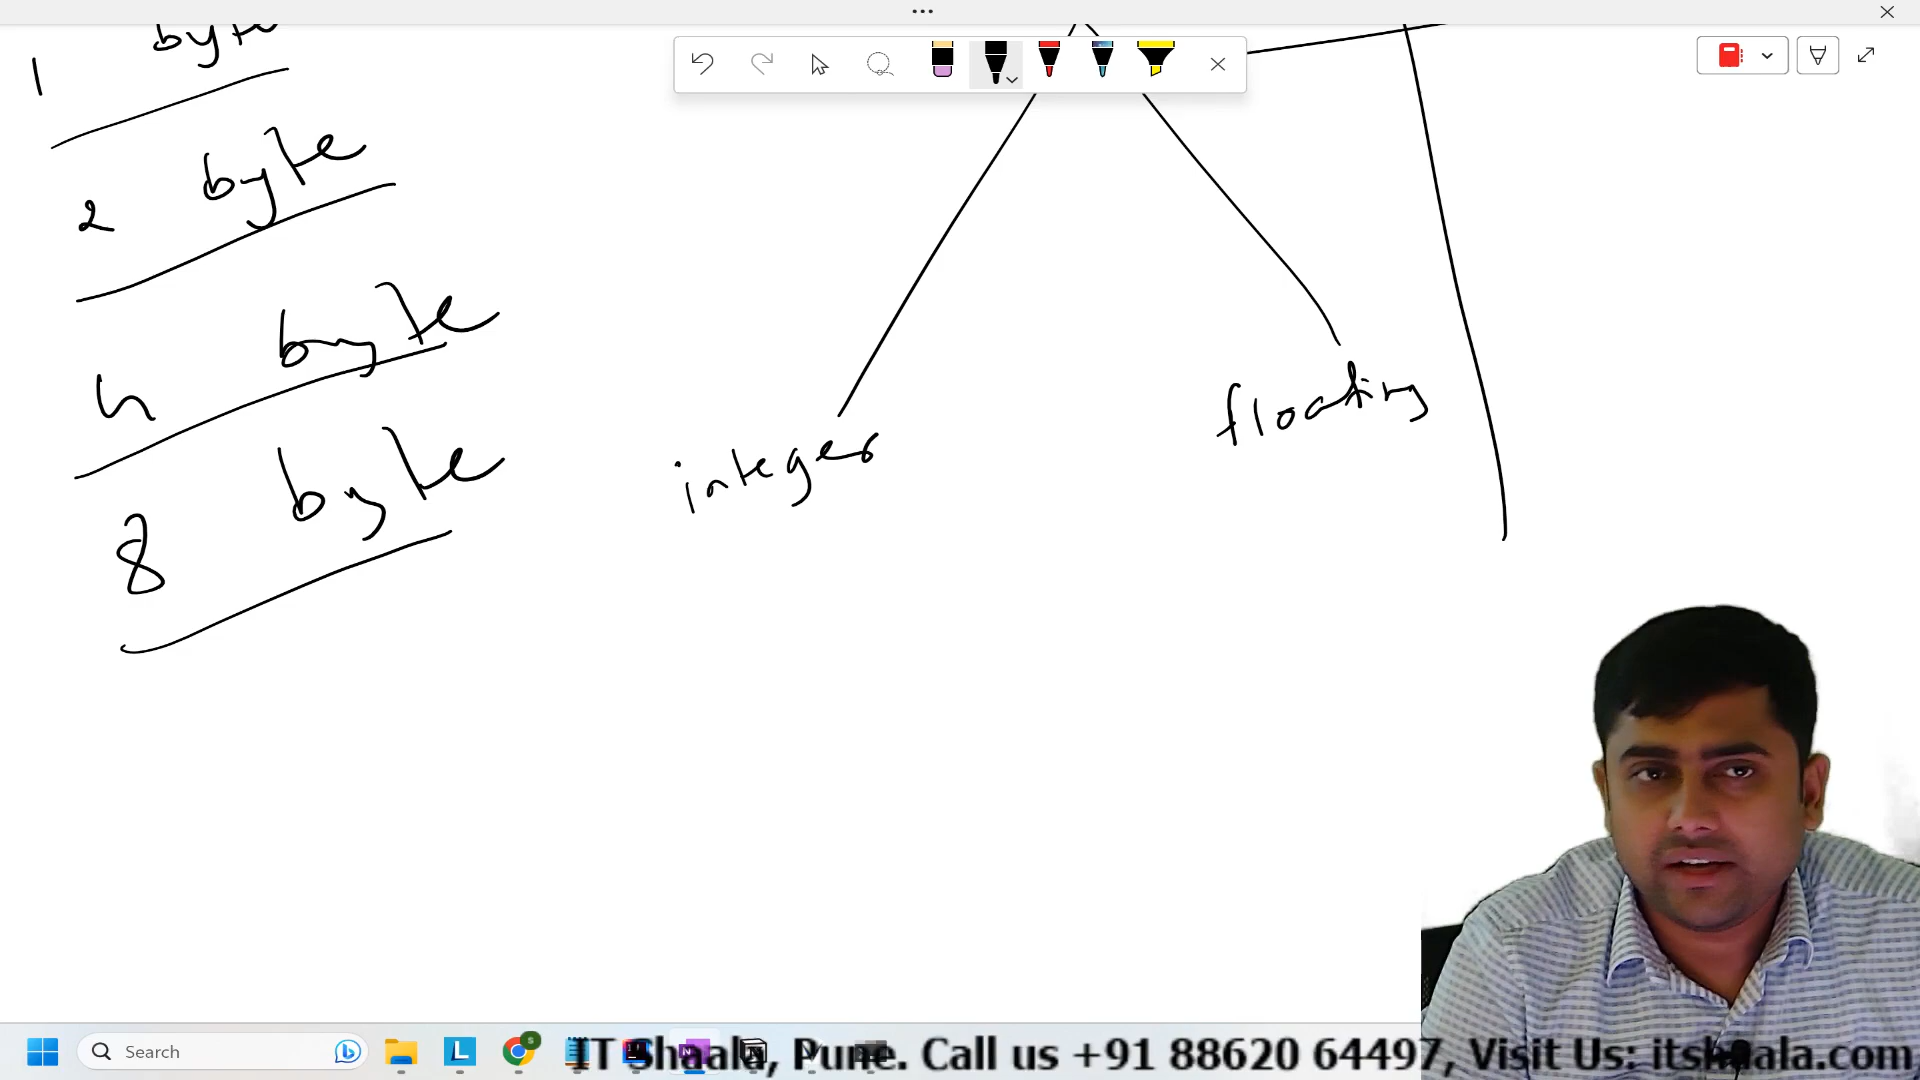 1 byte
2 byte
4 byte
8 byte
integer
floating
Search
IT Shaala, Pune. Call us +91 88620 64497, Visit Us: itshaala.com